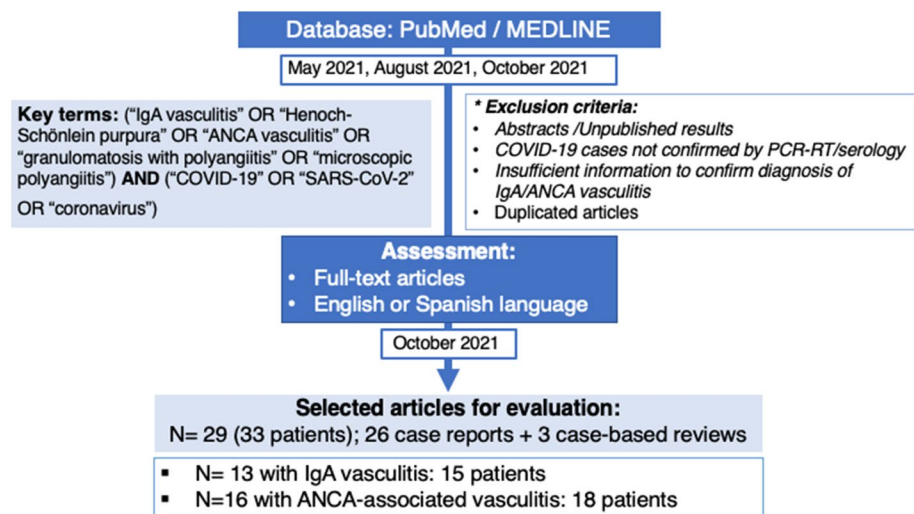 Database: PubMed / MEDLINE
May 2021, August 2021, October 2021
Key terms: (“IgA vasculitis” OR “Henoch-
Schönlein purpura” OR “ANCA vasculitis” OR
“granulomatosis with polyangiitis” OR “microscopic
polyangiitis”) AND (“COVID-19” OR “SARS-CoV-2”
OR “coronavirus”)
* Exclusion criteria:
• Abstracts /Unpublished results
• COVID-19 cases not confirmed by PCR-RT/serology
• Insufficient information to confirm diagnosis of
IgA/ANCA vasculitis
• Duplicated articles
Assessment:
• Full-text articles
• English or Spanish language
October 2021
Selected articles for evaluation:
N= 29 (33 patients); 26 case reports + 3 case-based reviews
▪ N= 13 with IgA vasculitis: 15 patients
▪ N=16 with ANCA-associated vasculitis: 18 patients